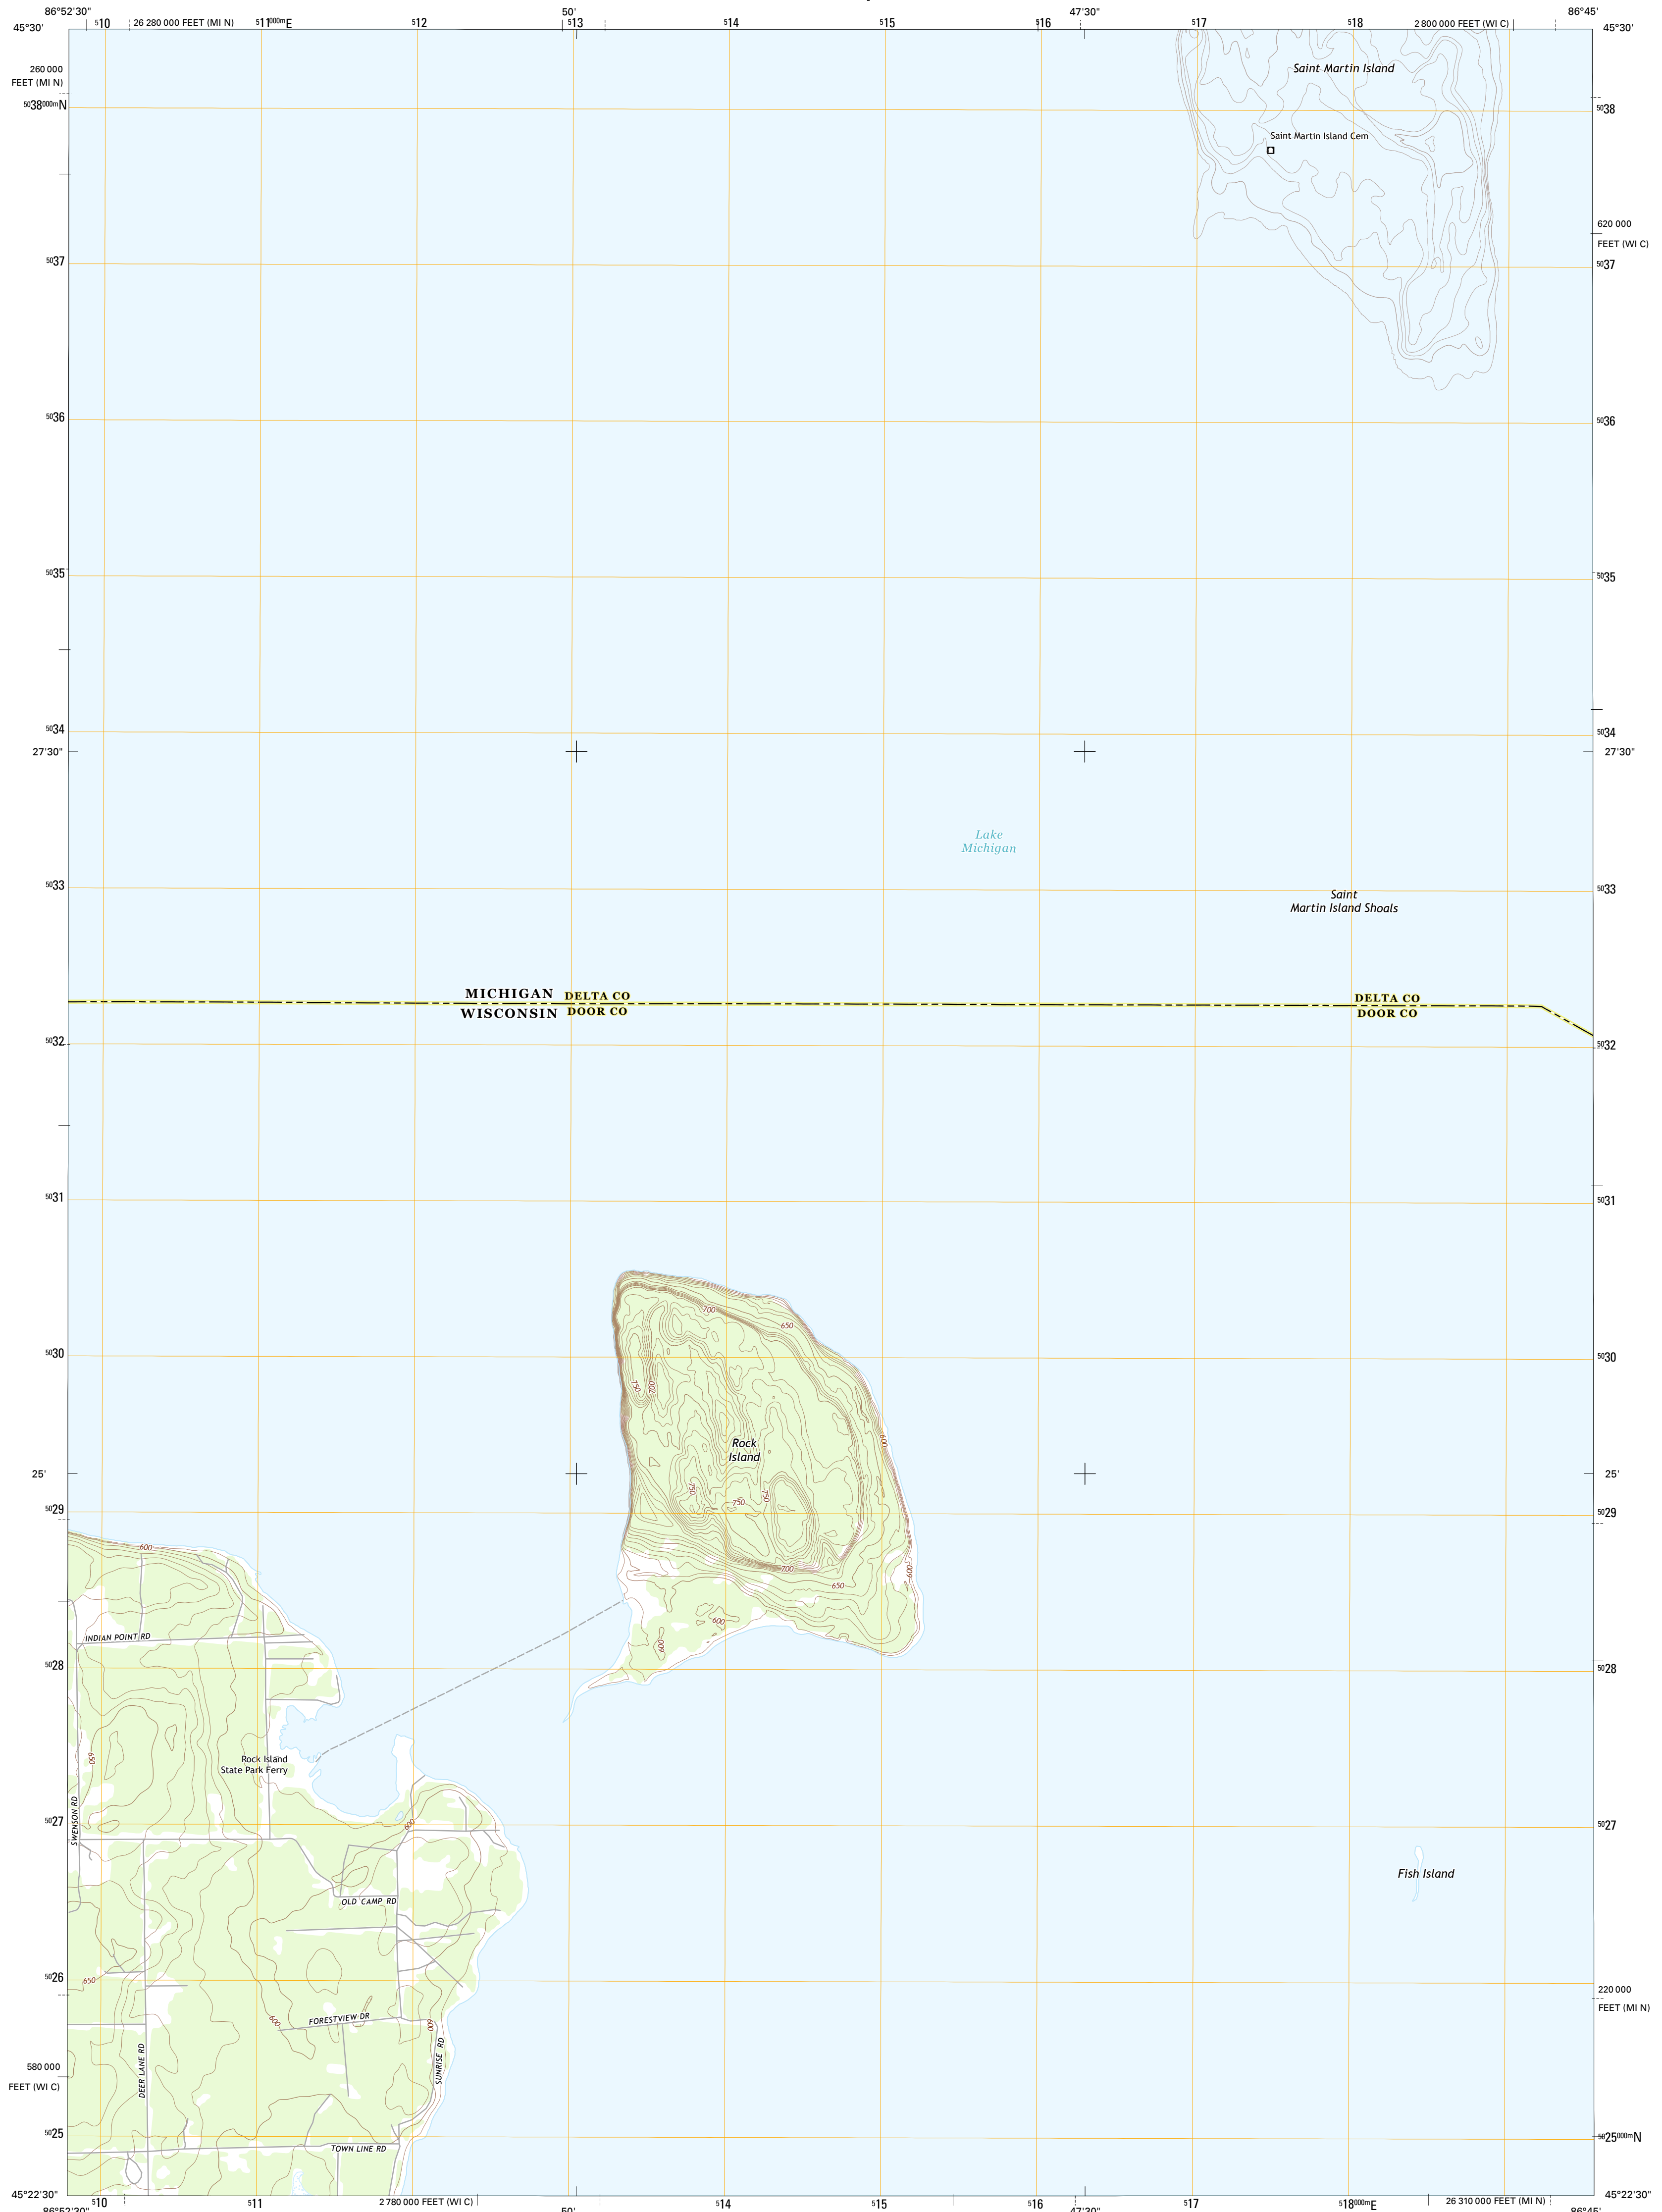 86°52'30"
510
26 280 000 FEET (MI N)
511000mE
512
50'
513
514
515
516
47'30"
517
518
2 800 000 FEET (WI C)
86°45'
45°30'
45°30'
260 000
FEET (MI N)
5038000mN
Saint Martin Island
5038
Saint Martin Island Cem
620 000
FEET (WI C)
5037
5037
5036
5036
5035
5035
5034
5034
27'30"
27'30"
Lake
Michigan
5033
5033
Saint
Martin Island Shoals
MICHIGAN DELTA CO
WISCONSIN DOOR CO
DELTA CO
DOOR CO
5032
5032
5031
5031
700
650
5030
5030
750
700
600
Rock
Island
25'
25'
750
750
750
5029
5029
600
700
650
600
600
600
INDIAN POINT RD
5028
5028
650
Rock Island
State Park Ferry
SWENSON RD
5027
5027
600
Fish Island
OLD CAMP RD
5026
650
220 000
FEET (MI N)
600
FORESTVIEW DR
600
SUNRISE RD
DEER LANE RD
580 000
FEET (WI C)
5025
5025000mN
TOWN LINE RD
45°22'30"
45°22'30"
510
511
2 780 000 FEET (WI C)
514
515
516
517
518000mE
26 310 000 FEET (MI N)
86°52'30"
50'
47'30"
86°45'